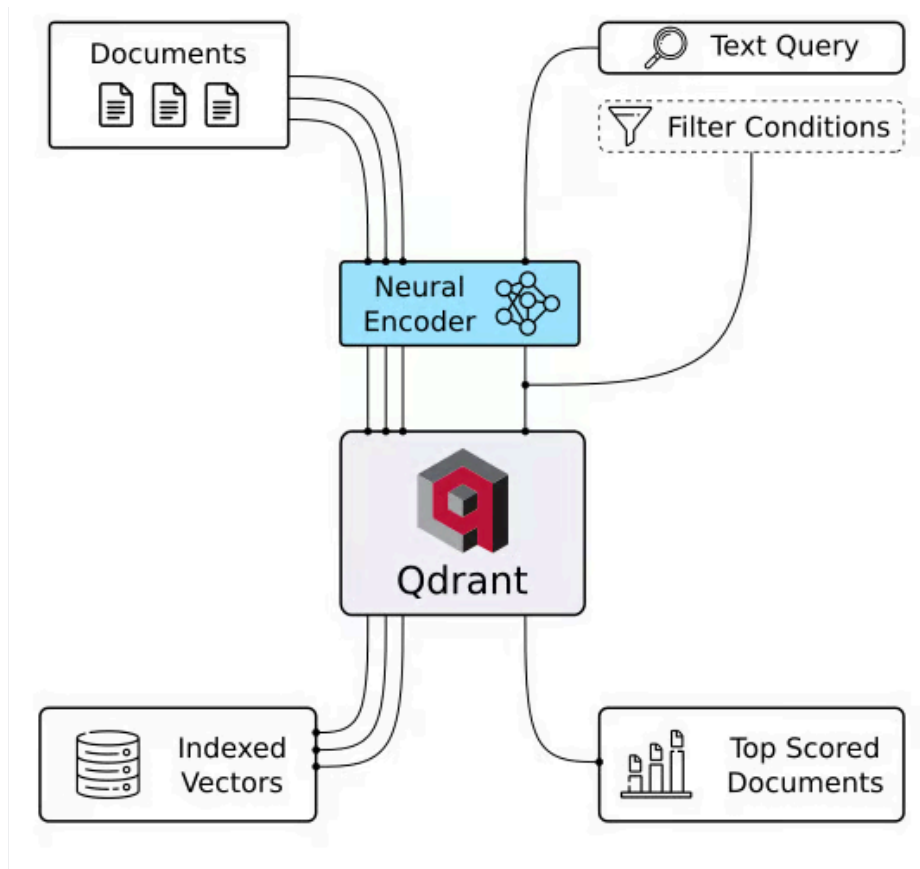 Documents
Text Query
Filter Conditions
Neural
Encoder
Qdrant
Indexed
Vectors
Top Scored
Documents